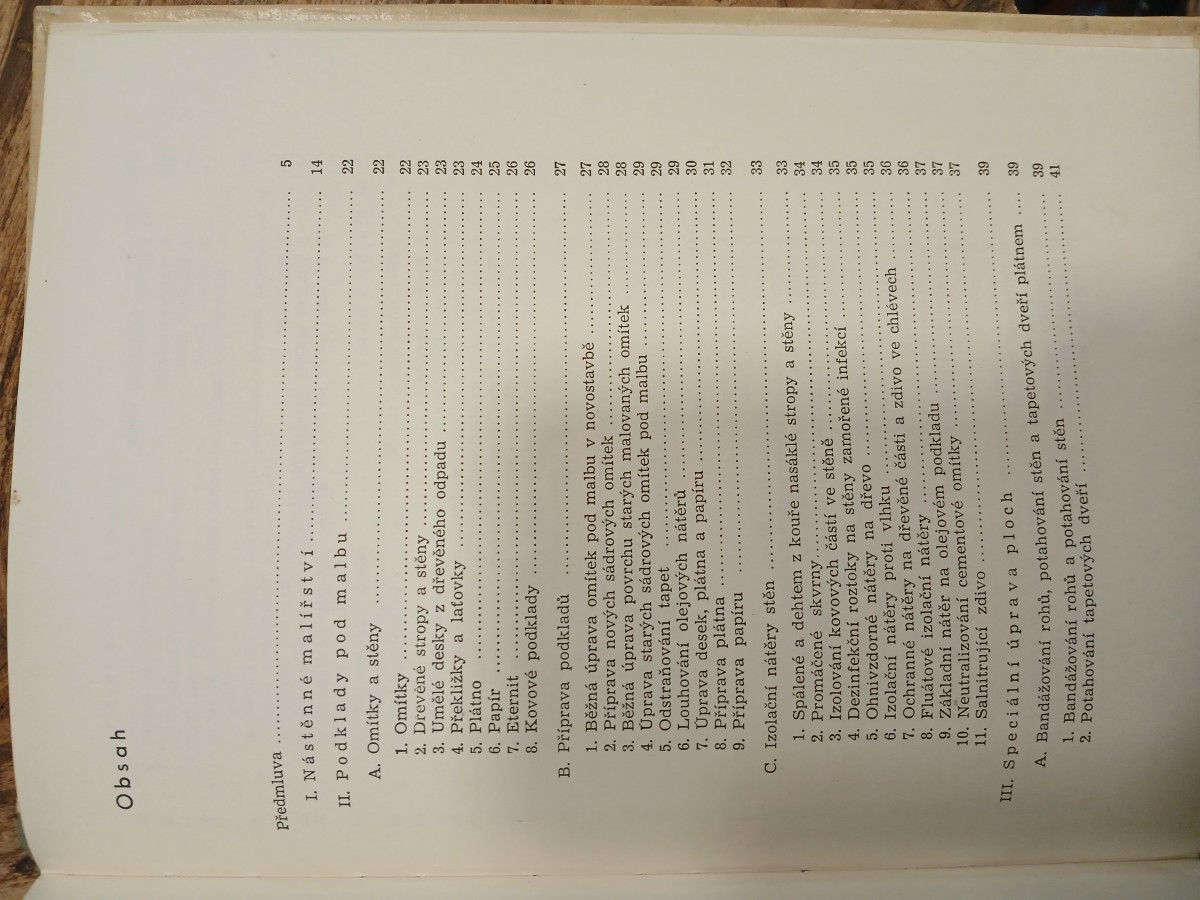 Obsah
Předmluva 5
I. Nástěnné malířství 14
II. Podklady pod malbu 22
A. Omítky a stěny 22
1. Omítky 22
2. Dřevěné stropy a stěny 23
3. Umělé desky z dřevěného odpadu 23
4. Překližky a laťovky 23
5. Plátno 24
6. Papír 25
7. Eternit 26
8. Kovové podklady 26
B. Příprava podkladů 27
1. Běžná úprava omítek pod malbu v novostavbě 27
2. Příprava nových sádrových omítek 28
3. Běžná úprava povrchu starých malovaných omítek 28
4. Úprava starých sádrových omítek pod malbu 29
5. Odstraňování tapet 29
6. Louhování olejových nátěrů 29
7. Úprava desek, plátna a papíru 30
8. Příprava plátna 31
9. Příprava papíru 32
C. Izolační nátěry stěn 33
1. Spálené a dehtem z kouře nasáklé stropy a stěny 33
2. Promáčené skvrny 34
3. Izolování kovových částí ve stěně 34
4. Dezinfekční roztoky na stěny zamořené infekcí 35
5. Ohnivzdorné nátěry na dřevo 35
6. Izolační nátěry proti vlhku 35
7. Ochranné nátěry na dřevěné části a zdivo ve chlévech 36
8. Fluátové izolační nátěry 36
9. Základní nátěr na olejovém podkladu 37
10. Neutralizování cementové omítky 37
11. Salnitrující zdivo 37
39
III. Speciální úprava ploch 39
A. Bandážování rohů, potahování stěn a tapetových dveří plátnem 39
1. Bandážování rohů a potahování stěn 39
2. Potahování tapetových dveří 41